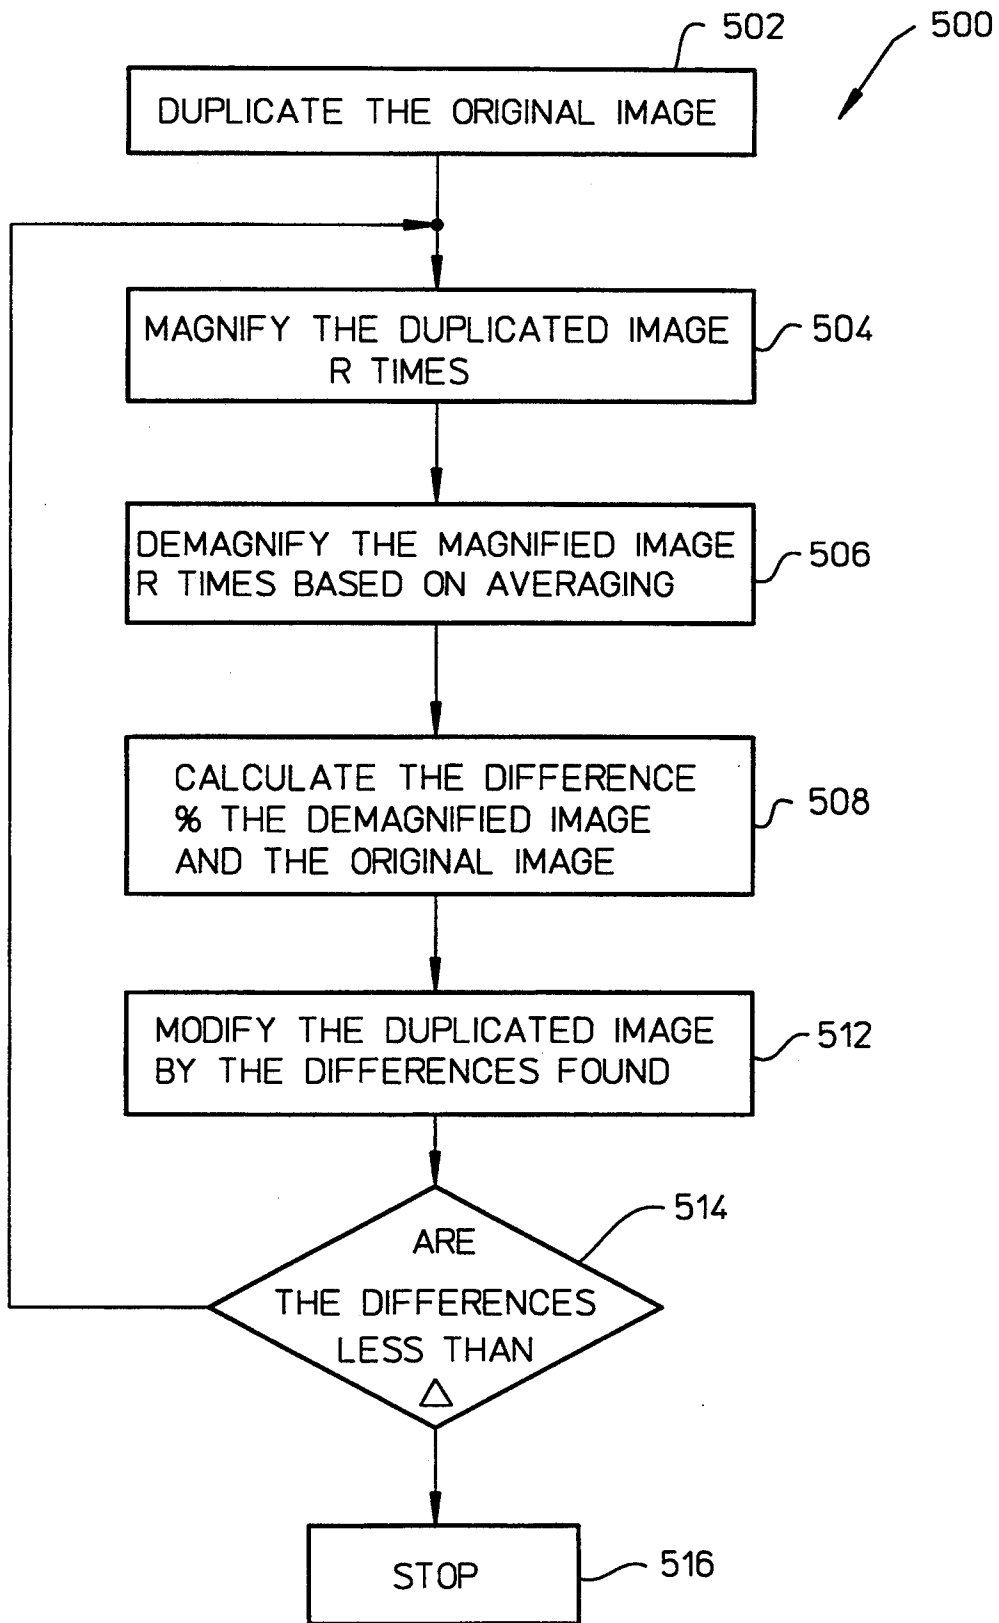 502
500
DUPLICATE THE ORIGINAL IMAGE
MAGNIFY THE DUPLICATED IMAGE
R TIMES
504
DEMAGNIFY THE MAGNIFIED IMAGE
R TIMES BASED ON AVERAGING
506
CALCULATE THE DIFFERENCE
% THE DEMAGNIFIED IMAGE
AND THE ORIGINAL IMAGE
508
MODIFY THE DUPLICATED IMAGE
BY THE DIFFERENCES FOUND
512
514
ARE
THE DIFFERENCES
LESS THAN
△
STOP
516